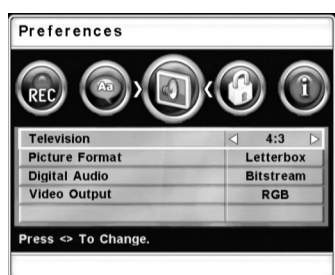 Preferences
REC Aa i
Television 4:3
Picture Format Letterbox
Digital Audio Bitstream
Video Output RGB
Press <> To Change.